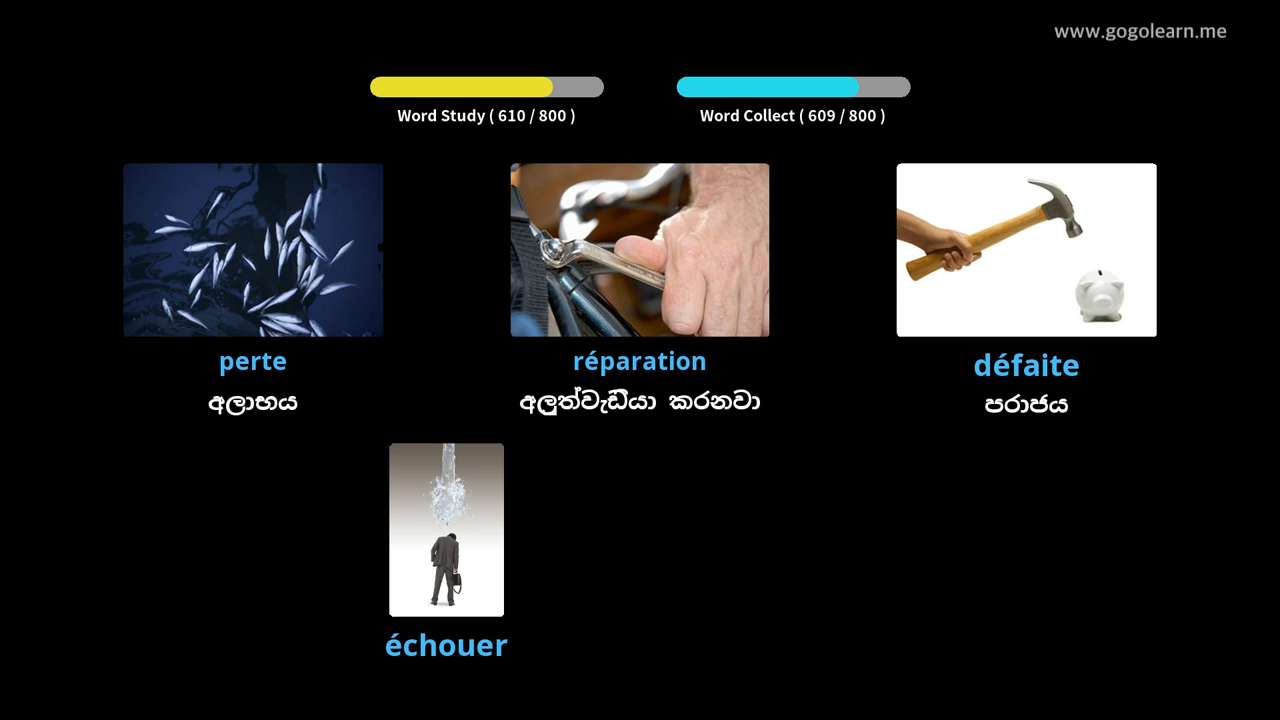 www.gogolearn.me
Word Study ( 610 / 800 )
Word Collect ( 609 / 800 )
perte
réparation
défaite
අලාභය
අලුත්වැඩියා කරනවා
පරාජය
échouer